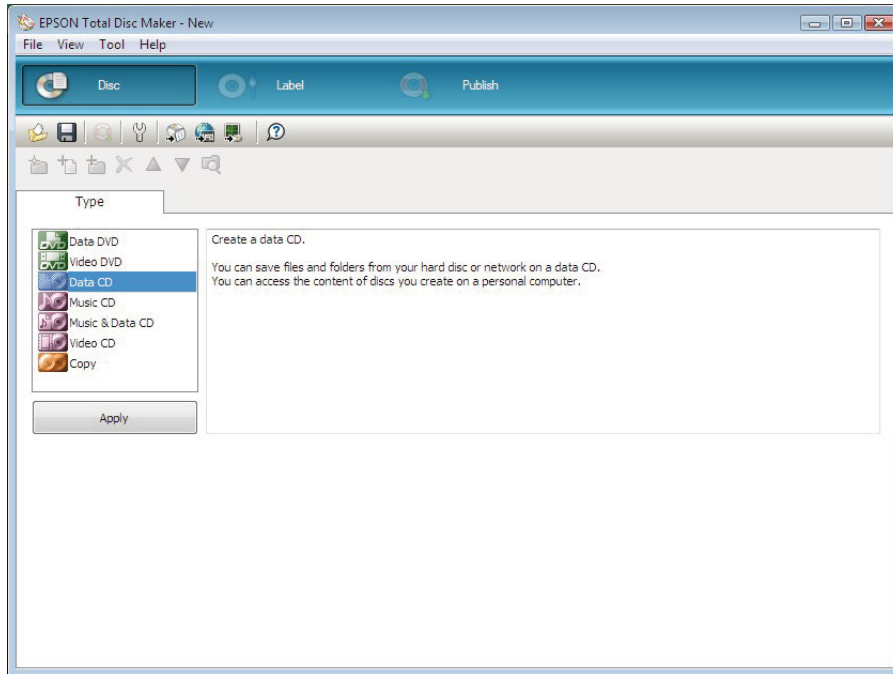 EPSON Total Disc Maker - New
File View Tool Help
Disc Label Publish
Type
Data DVD
Video DVD
Data CD
Music CD
Music & Data CD
Video CD
Copy
Apply
Create a data CD.
You can save files and folders from your hard disc or network on a data CD.
You can access the content of discs you create on a personal computer.